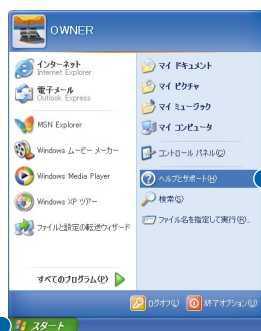 OWNER
インターネット
Internet Explorer
電子メール
Outlook Express
MSN Explorer
Windows ムービー メーカー
Windows Media Player
Windows XP ツアー
ファイルと設定の転送ウィザード
すべてのプログラム(P)
マイ ドキュメント
マイ ピクチャ
マイ ミュージック
マイ コンピュータ
コントロール パネル(C)
ヘルプとサポート(H)
検索(S)
ファイル名を指定して実行(R)...
ログオフ(L)
終了オプション(U)
スタート